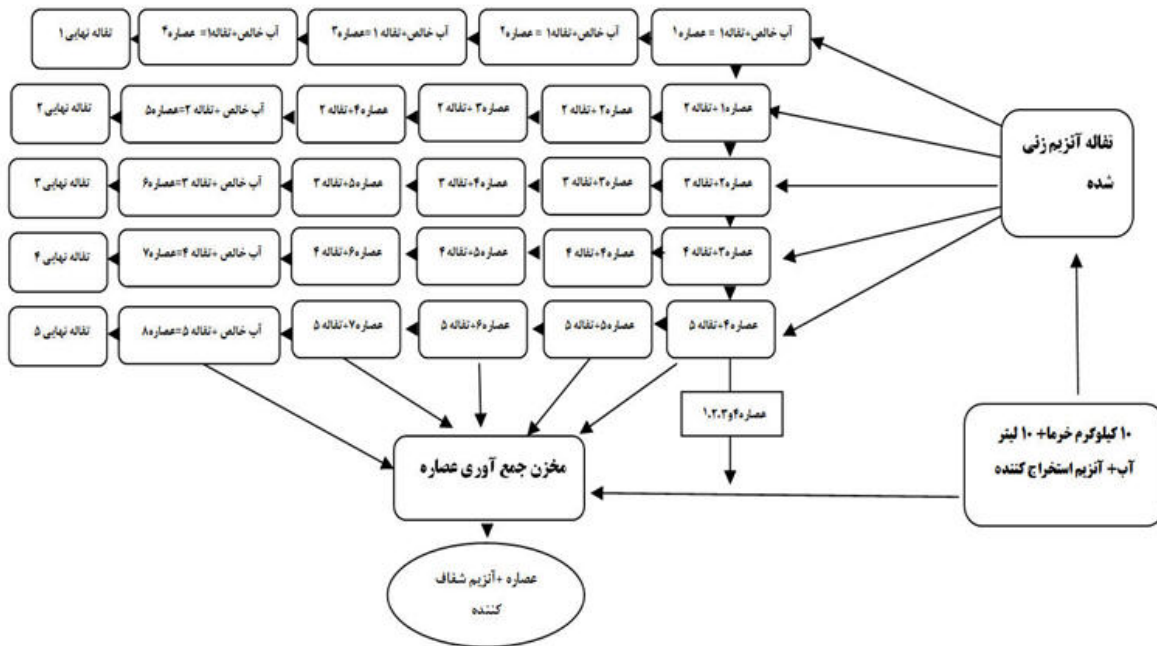 آب خالص+تفاله۱ = عصاره۱
آب خالص+تفاله۱ = عصاره۲
آب خالص+تفاله ۱ =عصاره۳
آب خالص+تفاله۱= عصاره۴
تفاله نهایی ۱
عصاره۱+ تفاله ۲
عصاره۲+ تفاله ۲
عصاره۳ +تفاله ۲
عصاره۴+تفاله ۲
آب خالص +تفاله ۲=عصاره۵
تفاله نهایی ۲
عصاره۲+تفاله ۳
عصاره۳+تفاله ۳
عصاره۴+تفاله ۳
عصاره۵+تفاله ۳
آب خالص +تفاله ۳=عصاره۶
تفاله نهایی ۳
عصاره۳+تفاله ۴
عصاره۴+تفاله ۴
عصاره۵+تفاله ۴
عصاره۶+تفاله ۴
آب خالص +تفاله ۴=عصاره۷
تفاله نهایی ۴
عصاره۴+تفاله ۵
عصاره۵+تفاله ۵
عصاره۶+تفاله ۵
عصاره۷+تفاله ۵
آب خالص +تفاله ۵=عصاره۸
تفاله نهایی ۵
تفاله آنزیم زنی
شده
عصاره۴و۱،۲،۳
۱۰ کیلوگرم خرما+ ۱۰ لیتر
آب+ آنزیم استخراج کننده
مخزن جمع آوری عصاره
عصاره +آنزیم شفاف
کننده